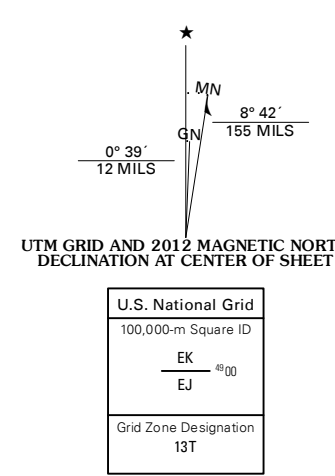 ★
MN
8° 42´
155 MILS
GN
0° 39´
12 MILS
UTM GRID AND 2012 MAGNETIC NORT
DECLINATION AT CENTER OF SHEET
U.S. National Grid
100,000-m Square ID
EK
4900
EJ
Grid Zone Designation
13T